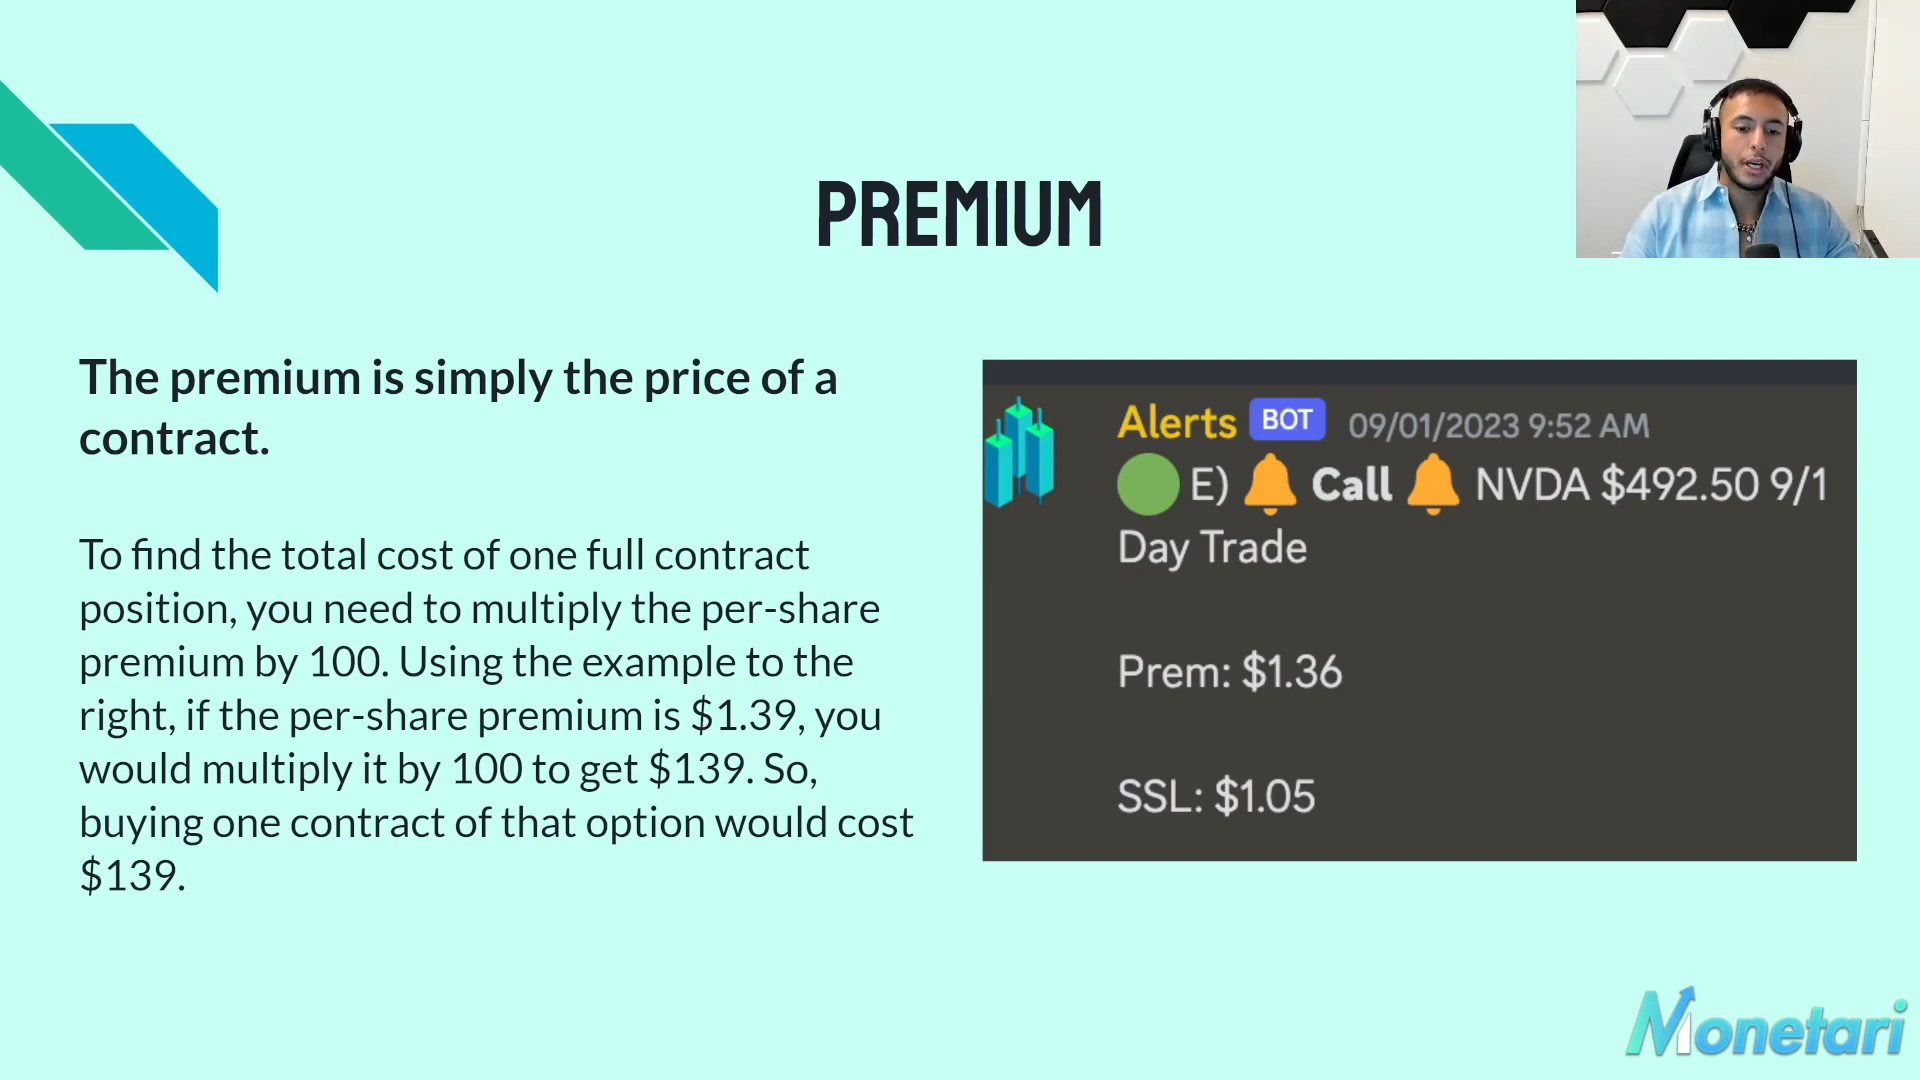 PREMIUM
The premium is simply the price of a
contract.
To find the total cost of one full contract
position, you need to multiply the per-share
premium by 100. Using the example to the
right, if the per-share premium is $1.39, you
would multiply it by 100 to get $139. So,
buying one contract of that option would cost
$139.
Alerts BOT 09/01/2023 9:52 AM
E) Call NVDA $492.50 9/1
Day Trade
Prem: $1.36
SSL: $1.05
Monetari